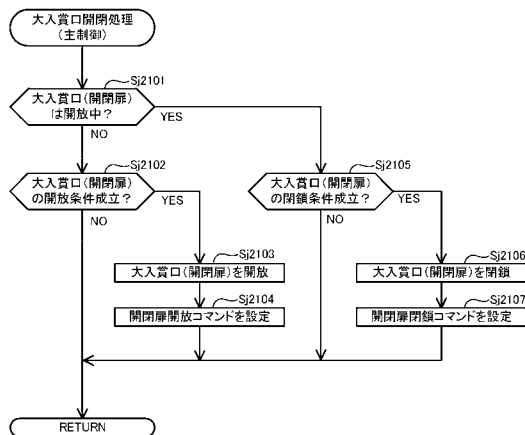 大入賞口開閉処理
(主制御)
Sj2101
大入賞口(開閉扉)
は開放中?
YES
NO
Sj2102
大入賞口(開閉扉)
の開放条件成立?
YES
NO
Sj2105
大入賞口(開閉扉)
の閉鎖条件成立?
YES
NO
Sj2103
大入賞口(開閉扉)を開放
Sj2104
開閉扉開放コマンドを設定
Sj2106
大入賞口(開閉扉)を閉鎖
Sj2107
開閉扉閉鎖コマンドを設定
RETURN